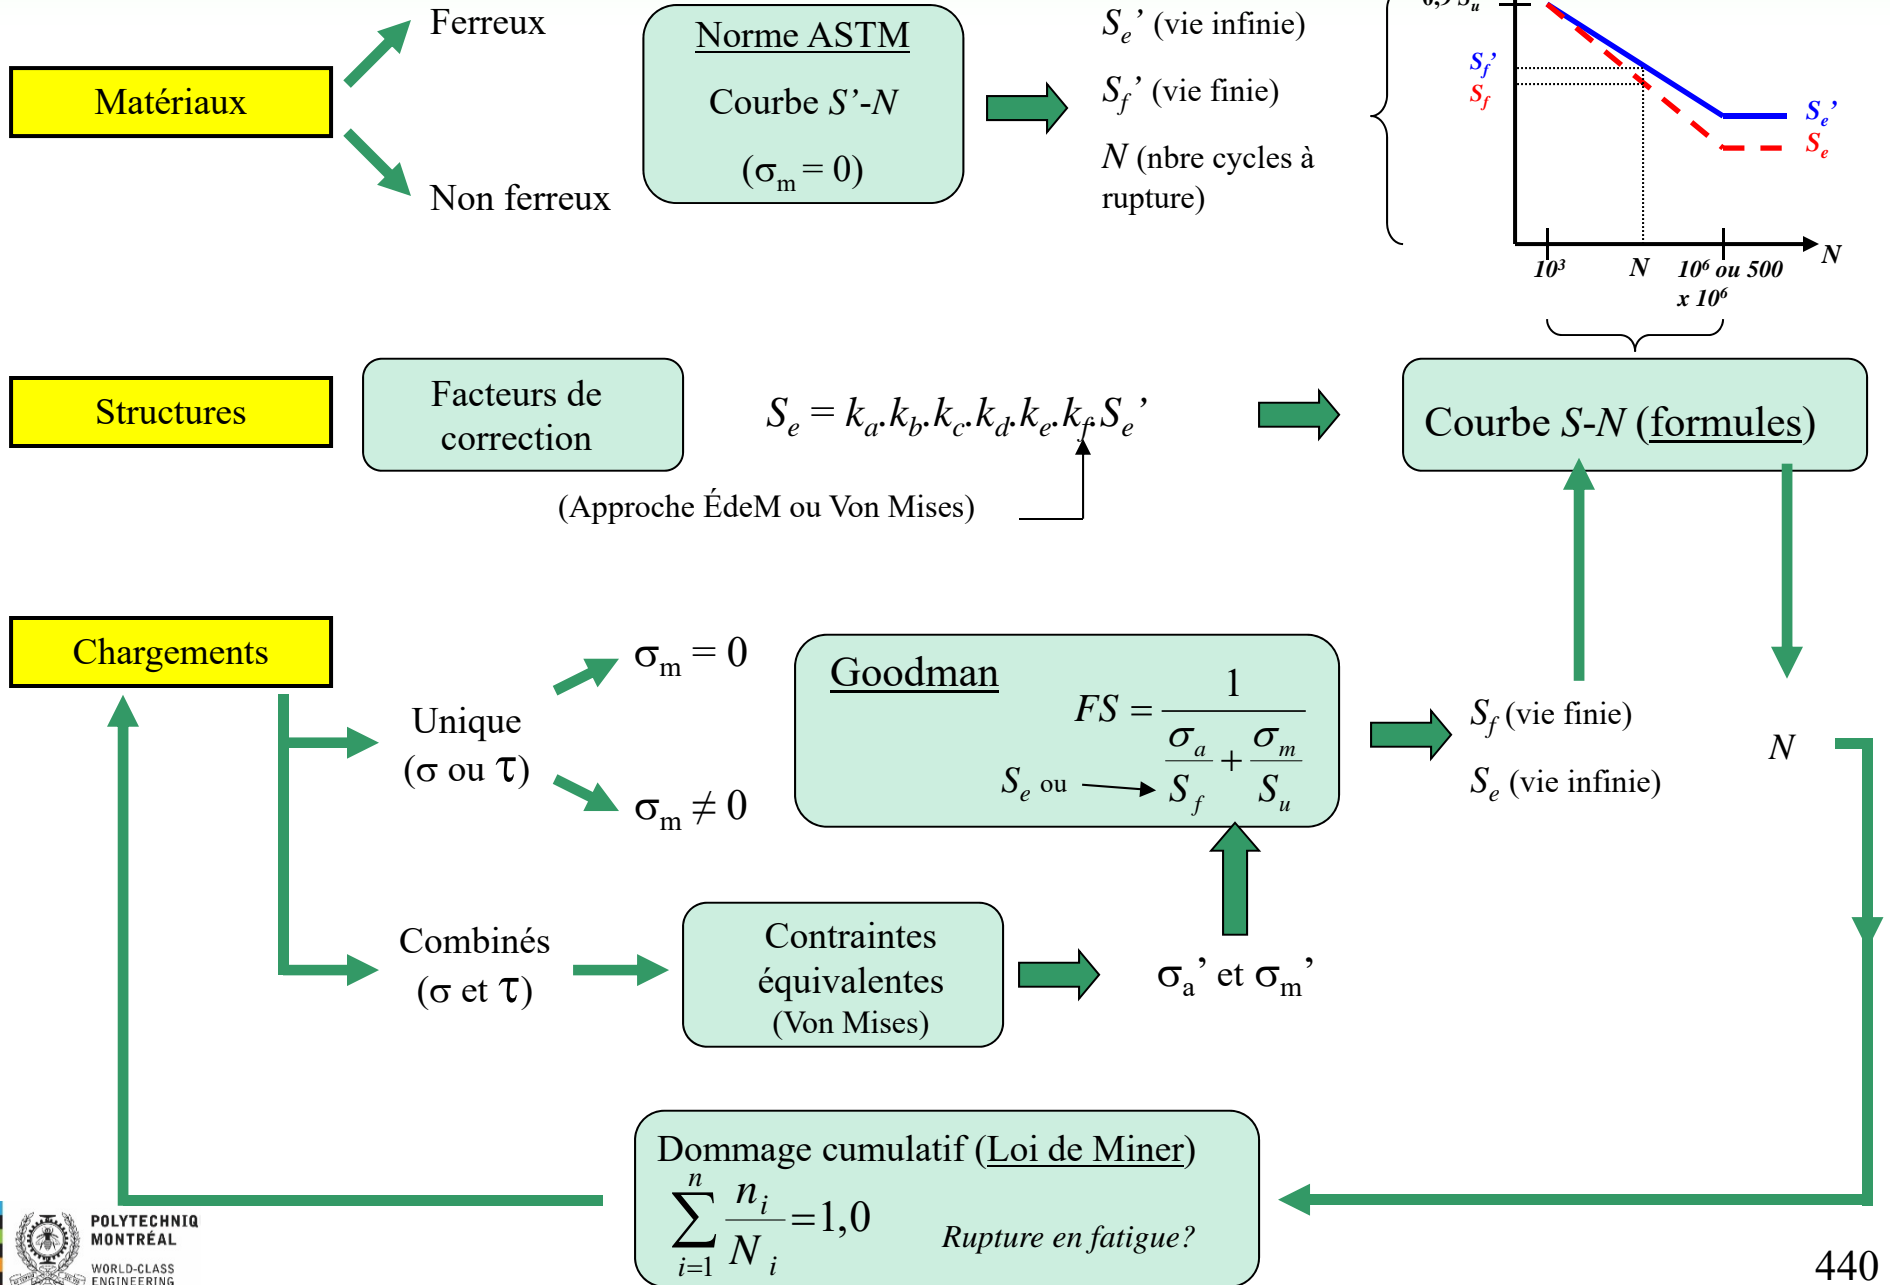 Ferreux
Matériaux
Non ferreux
Norme ASTM
Courbe S’-N
(σm = 0)
Se’ (vie infinie)
Sf’ (vie finie)
N (nbre cycles à
rupture)
Sf’
Sf
Se’
Se
10³ N 10⁶ ou 500
x 10⁶
N
Structures
Facteurs de
correction
Se = ka.kb.kc.kd.ke.kf.Se’
(Approche ÉdeM ou Von Mises)
Courbe S-N (formules)
Chargements
Unique
(σ ou τ)
σm = 0
σm ≠ 0
Goodman
FS = 1 / (σa/Sf + σm/Su)
Se ou
Sf (vie finie)
Se (vie infinie)
N
Combinés
(σ et τ)
Contraintes
équivalentes
(Von Mises)
σa’ et σm’
Dommage cumulatif (Loi de Miner)
n
∑ ni/Ni = 1,0
i=1
Rupture en fatigue?
POLYTECHNIQ
MONTRÉAL
WORLD-CLASS
ENGINEERING
440